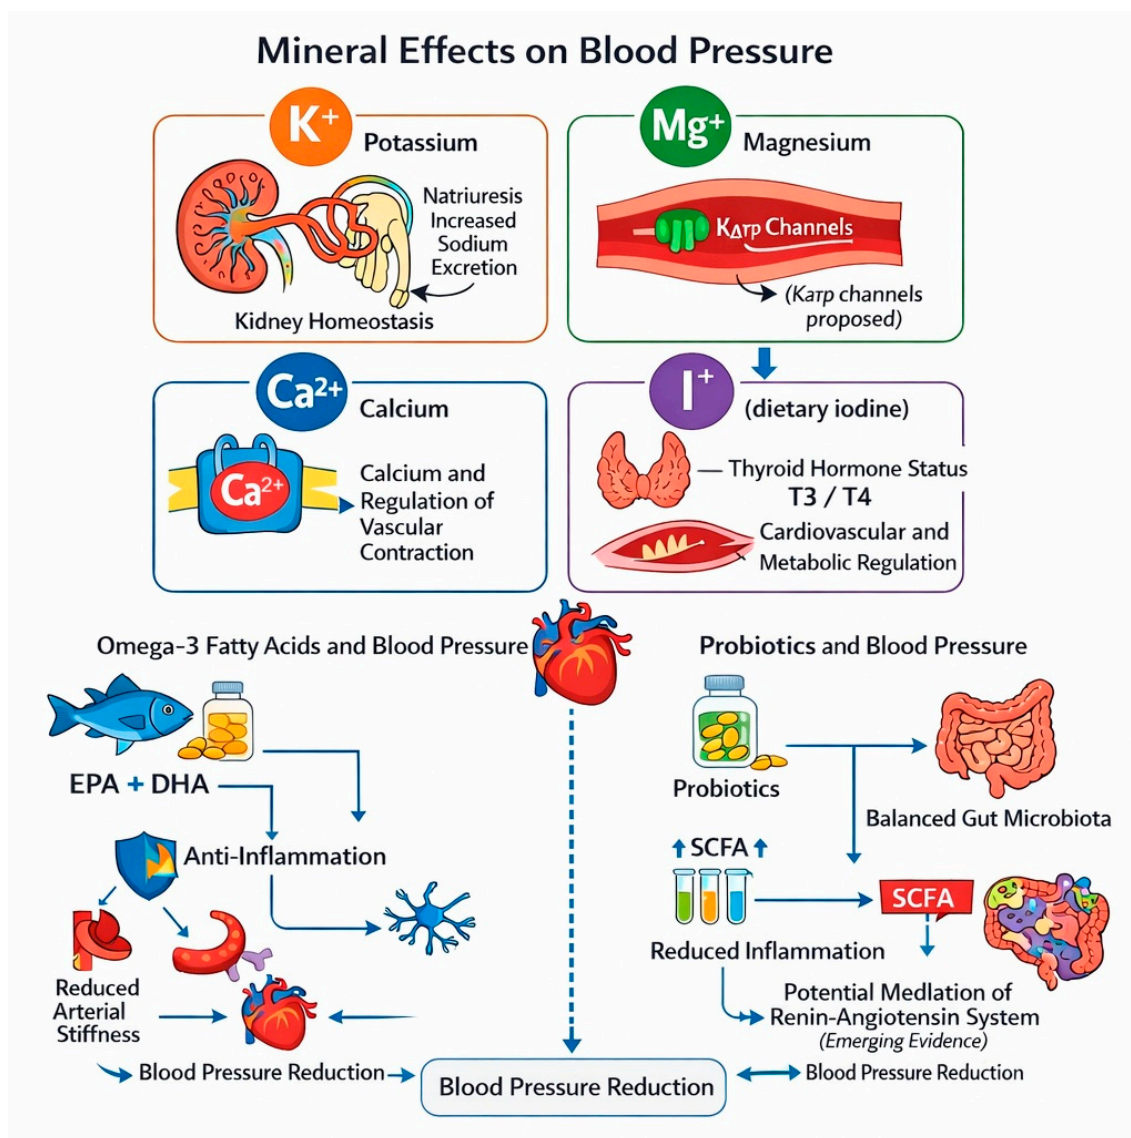 Mineral Effects on Blood Pressure
K+
Potassium
Natriuresis
Increased
Sodium
Excretion
Kidney Homeostasis
Mg+
Magnesium
KATP Channels
(KATP channels
proposed)
Ca2+
Calcium
Ca2+
Calcium and
Regulation of
Vascular
Contraction
I+
(dietary iodine)
Thyroid Hormone Status
T3 / T4
Cardiovascular and
Metabolic Regulation
Omega-3 Fatty Acids and Blood Pressure
EPA + DHA
Anti-Inflammation
Reduced
Arterial
Stiffness
Blood Pressure Reduction
Blood Pressure Reduction
Probiotics and Blood Pressure
Probiotics
Balanced Gut Microbiota
SCFA
SCFA
Reduced Inflammation
Potential Medlation of
Renin-Angiotensin System
(Emerging Evidence)
Blood Pressure Reduction